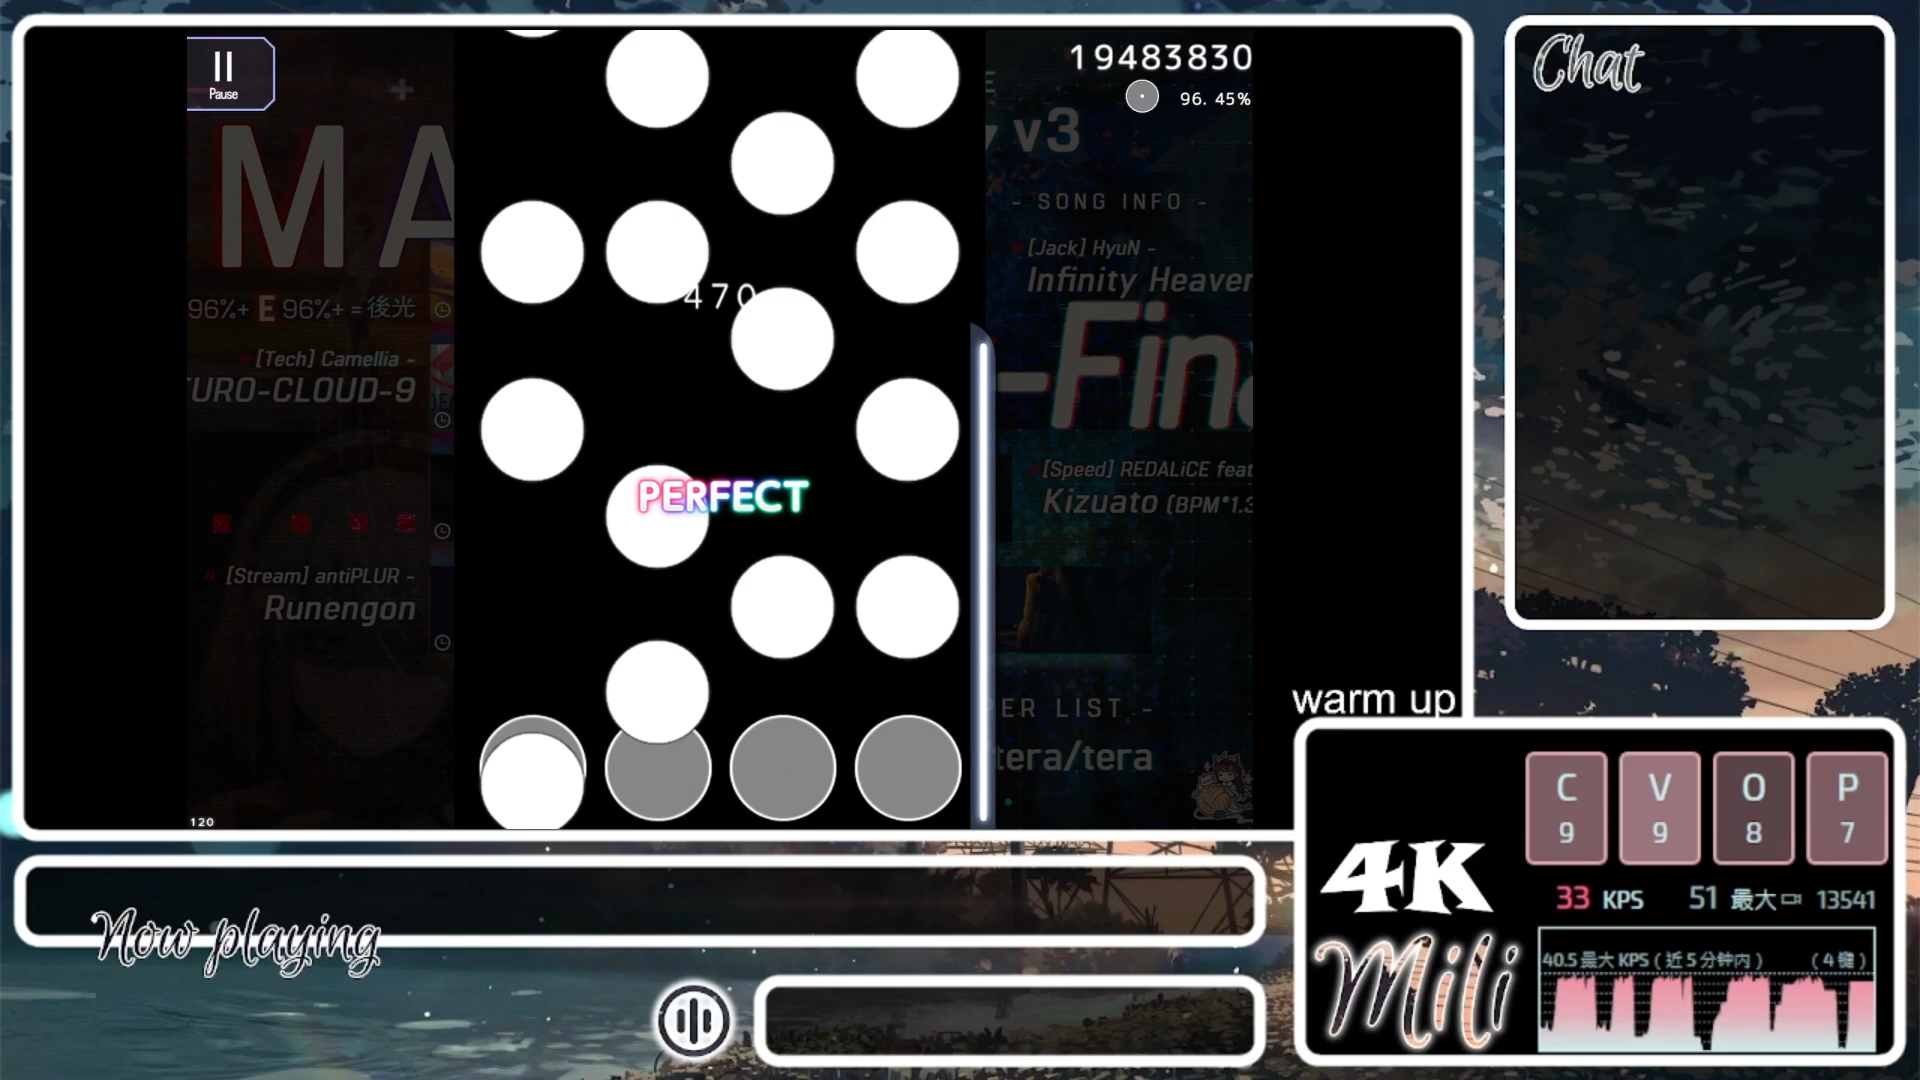 Pause
19483830
96. 45%
v3
MA
- SONG INFO -
[Jack] HyuN -
Infinity Heaven
96%+ E 96%+ = 後光
470
[Tech] Camellia -
EURO-CLOUD-9
-Fina
[Speed] REDALiCE feat
Kizuato (BPM*1.3
PERFECT
[Stream] antiPLUR -
Runengon
PER LIST -
tera/tera
120
Chat
warm up
C
V
O
P
9
9
8
7
33 KPS
51 最大
13541
40.5 最大 KPS ( 近 5 分钟内 )
( 4 键 )
4K
Mili
Now playing